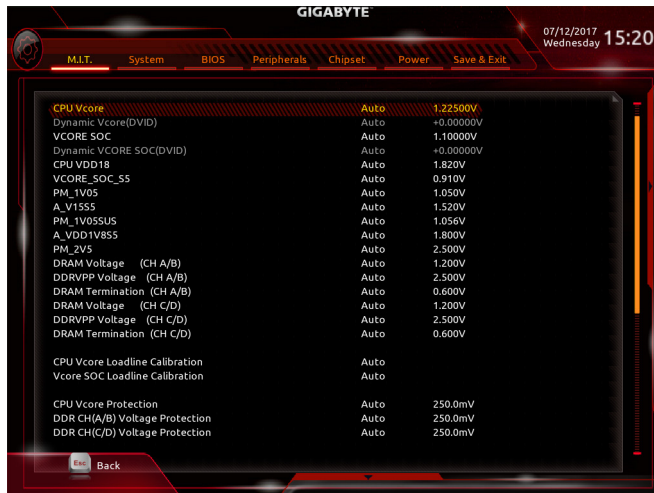 GIGABYTE™
07/12/2017
Wednesday 15:20
M.I.T. System BIOS Peripherals Chipset Power Save & Exit
CPU Vcore Auto 1.22500V
Dynamic Vcore(DVID) Auto +0.00000V
VCORE SOC Auto 1.10000V
Dynamic VCORE SOC(DVID) Auto +0.00000V
CPU VDD18 Auto 1.820V
VCORE_SOC_S5 Auto 0.910V
PM_1V05 Auto 1.050V
A_V15S5 Auto 1.520V
PM_1V05SUS Auto 1.056V
A_VDD1V8S5 Auto 1.800V
PM_2V5 Auto 2.500V
DRAM Voltage (CH A/B) Auto 1.200V
DDRVPP Voltage (CH A/B) Auto 2.500V
DRAM Termination (CH A/B) Auto 0.600V
DRAM Voltage (CH C/D) Auto 1.200V
DDRVPP Voltage (CH C/D) Auto 2.500V
DRAM Termination (CH C/D) Auto 0.600V
CPU Vcore Loadline Calibration Auto
Vcore SOC Loadline Calibration Auto
CPU Vcore Protection Auto 250.0mV
DDR CH(A/B) Voltage Protection Auto 250.0mV
DDR CH(C/D) Voltage Protection Auto 250.0mV
Esc Back